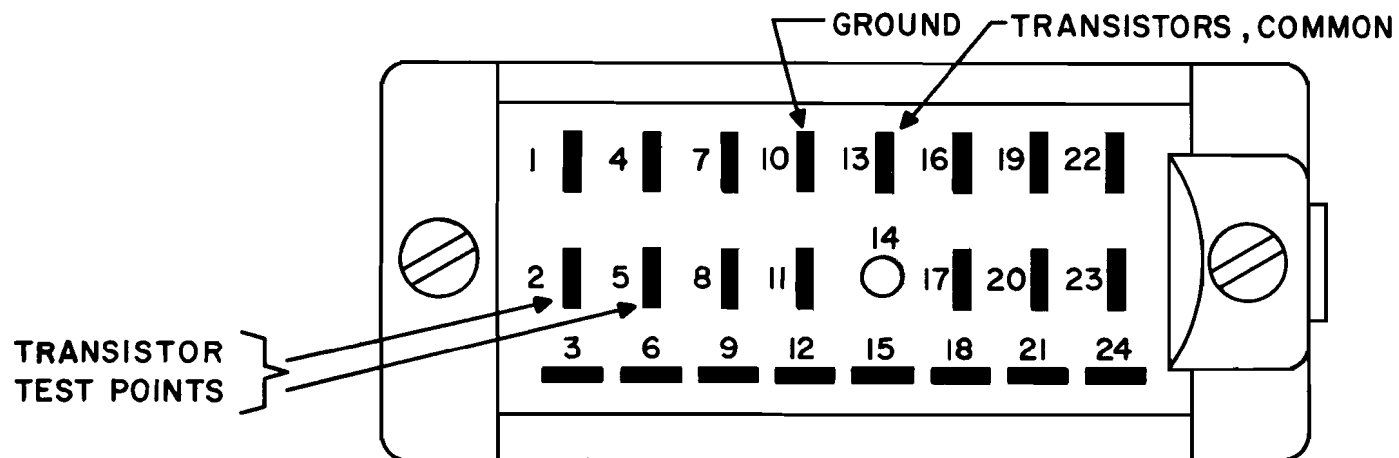 GROUND
TRANSISTORS, COMMON
1 4 7 10 13 16 19 22
14
2 5 8 11 17 20 23
TRANSISTOR
TEST POINTS
3 6 9 12 15 18 21 24